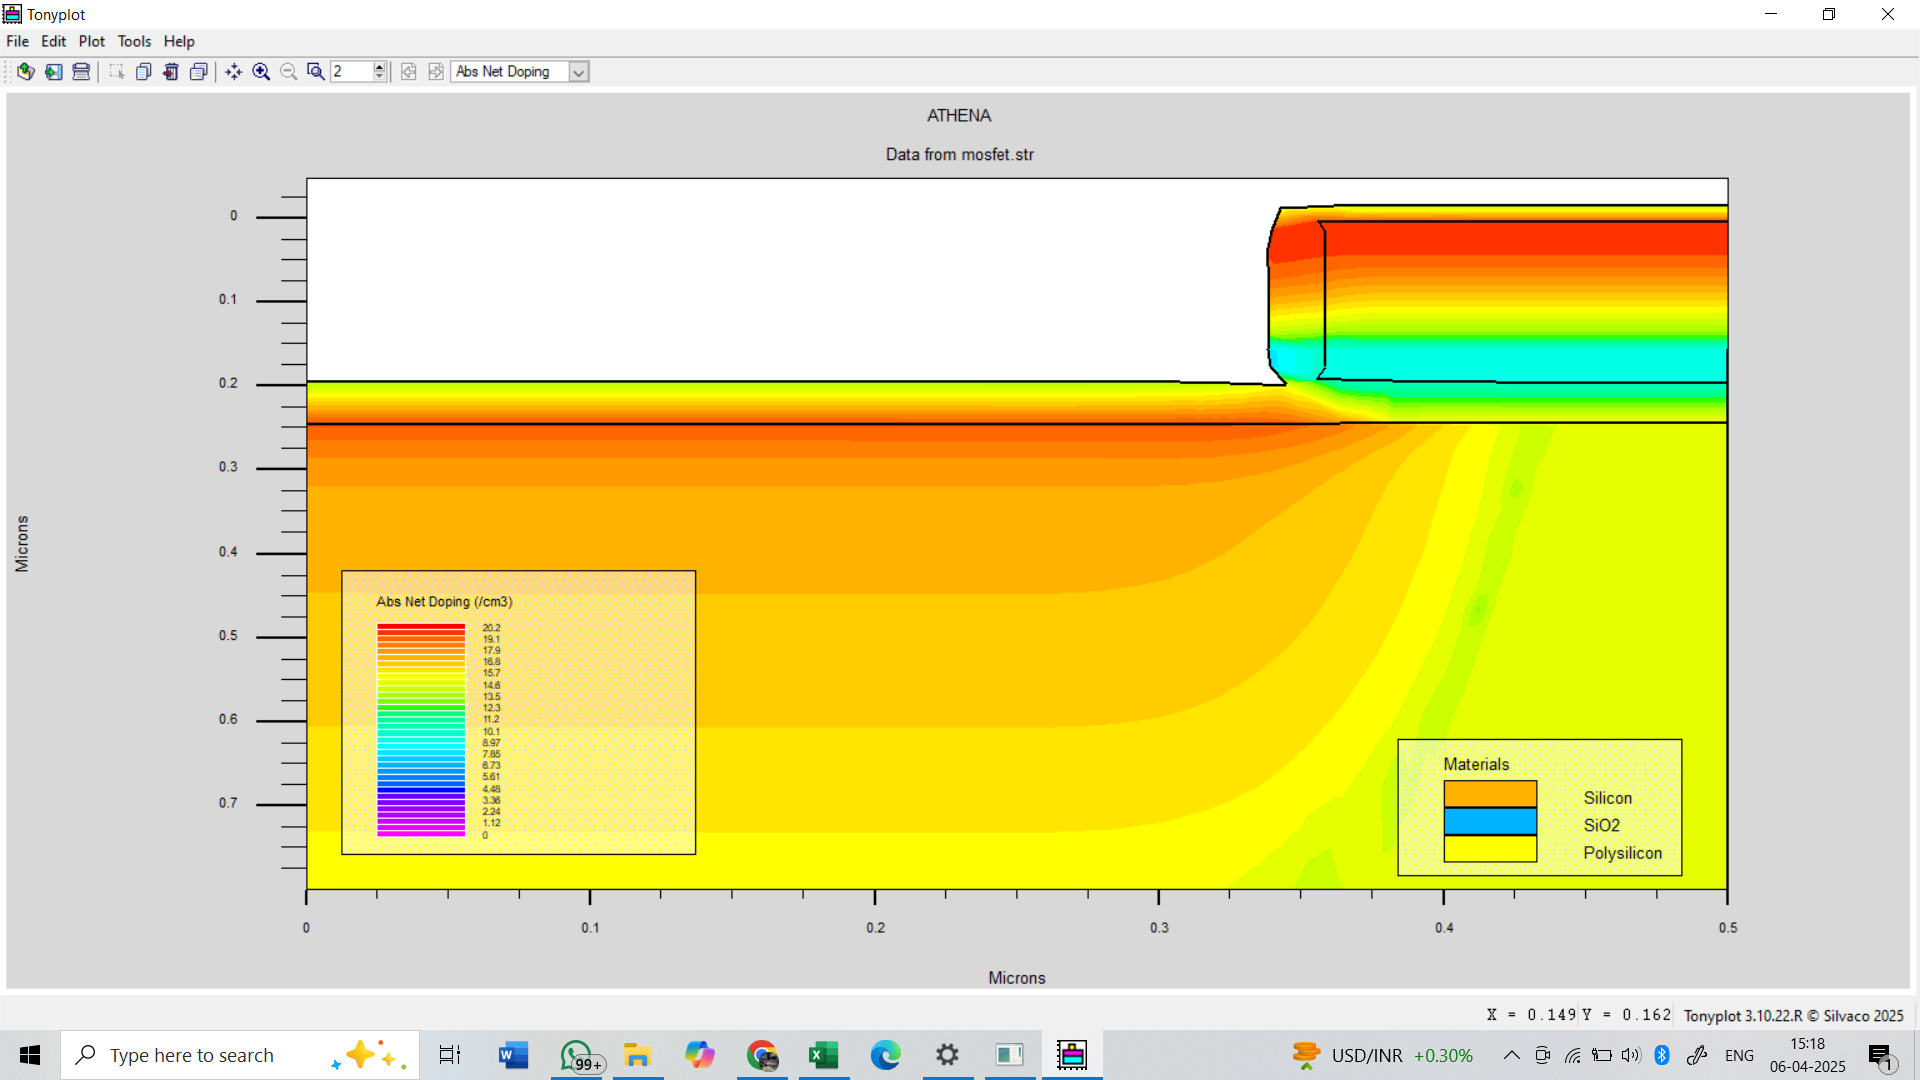 Tonyplot
File Edit Plot Tools Help
2 Abs Net Doping
ATHENA
Data from mosfet.str
0
0.1
0.2
0.3
0.4
0.5
0.6
0.7
Microns
Abs Net Doping (/cm3)
20.2
19.1
17.9
16.8
15.7
14.6
13.5
12.3
11.2
10.1
8.97
7.85
6.73
5.61
4.48
3.36
2.24
1.12
0
Materials
Silicon
SiO2
Polysilicon
0 0.1 0.2 0.3 0.4 0.5
Microns
X = 0.149 Y = 0.162 Tonyplot 3.10.22.R © Silvaco 2025
Type here to search
99+
USD/INR +0.30%
ENG
15:18
06-04-2025
1